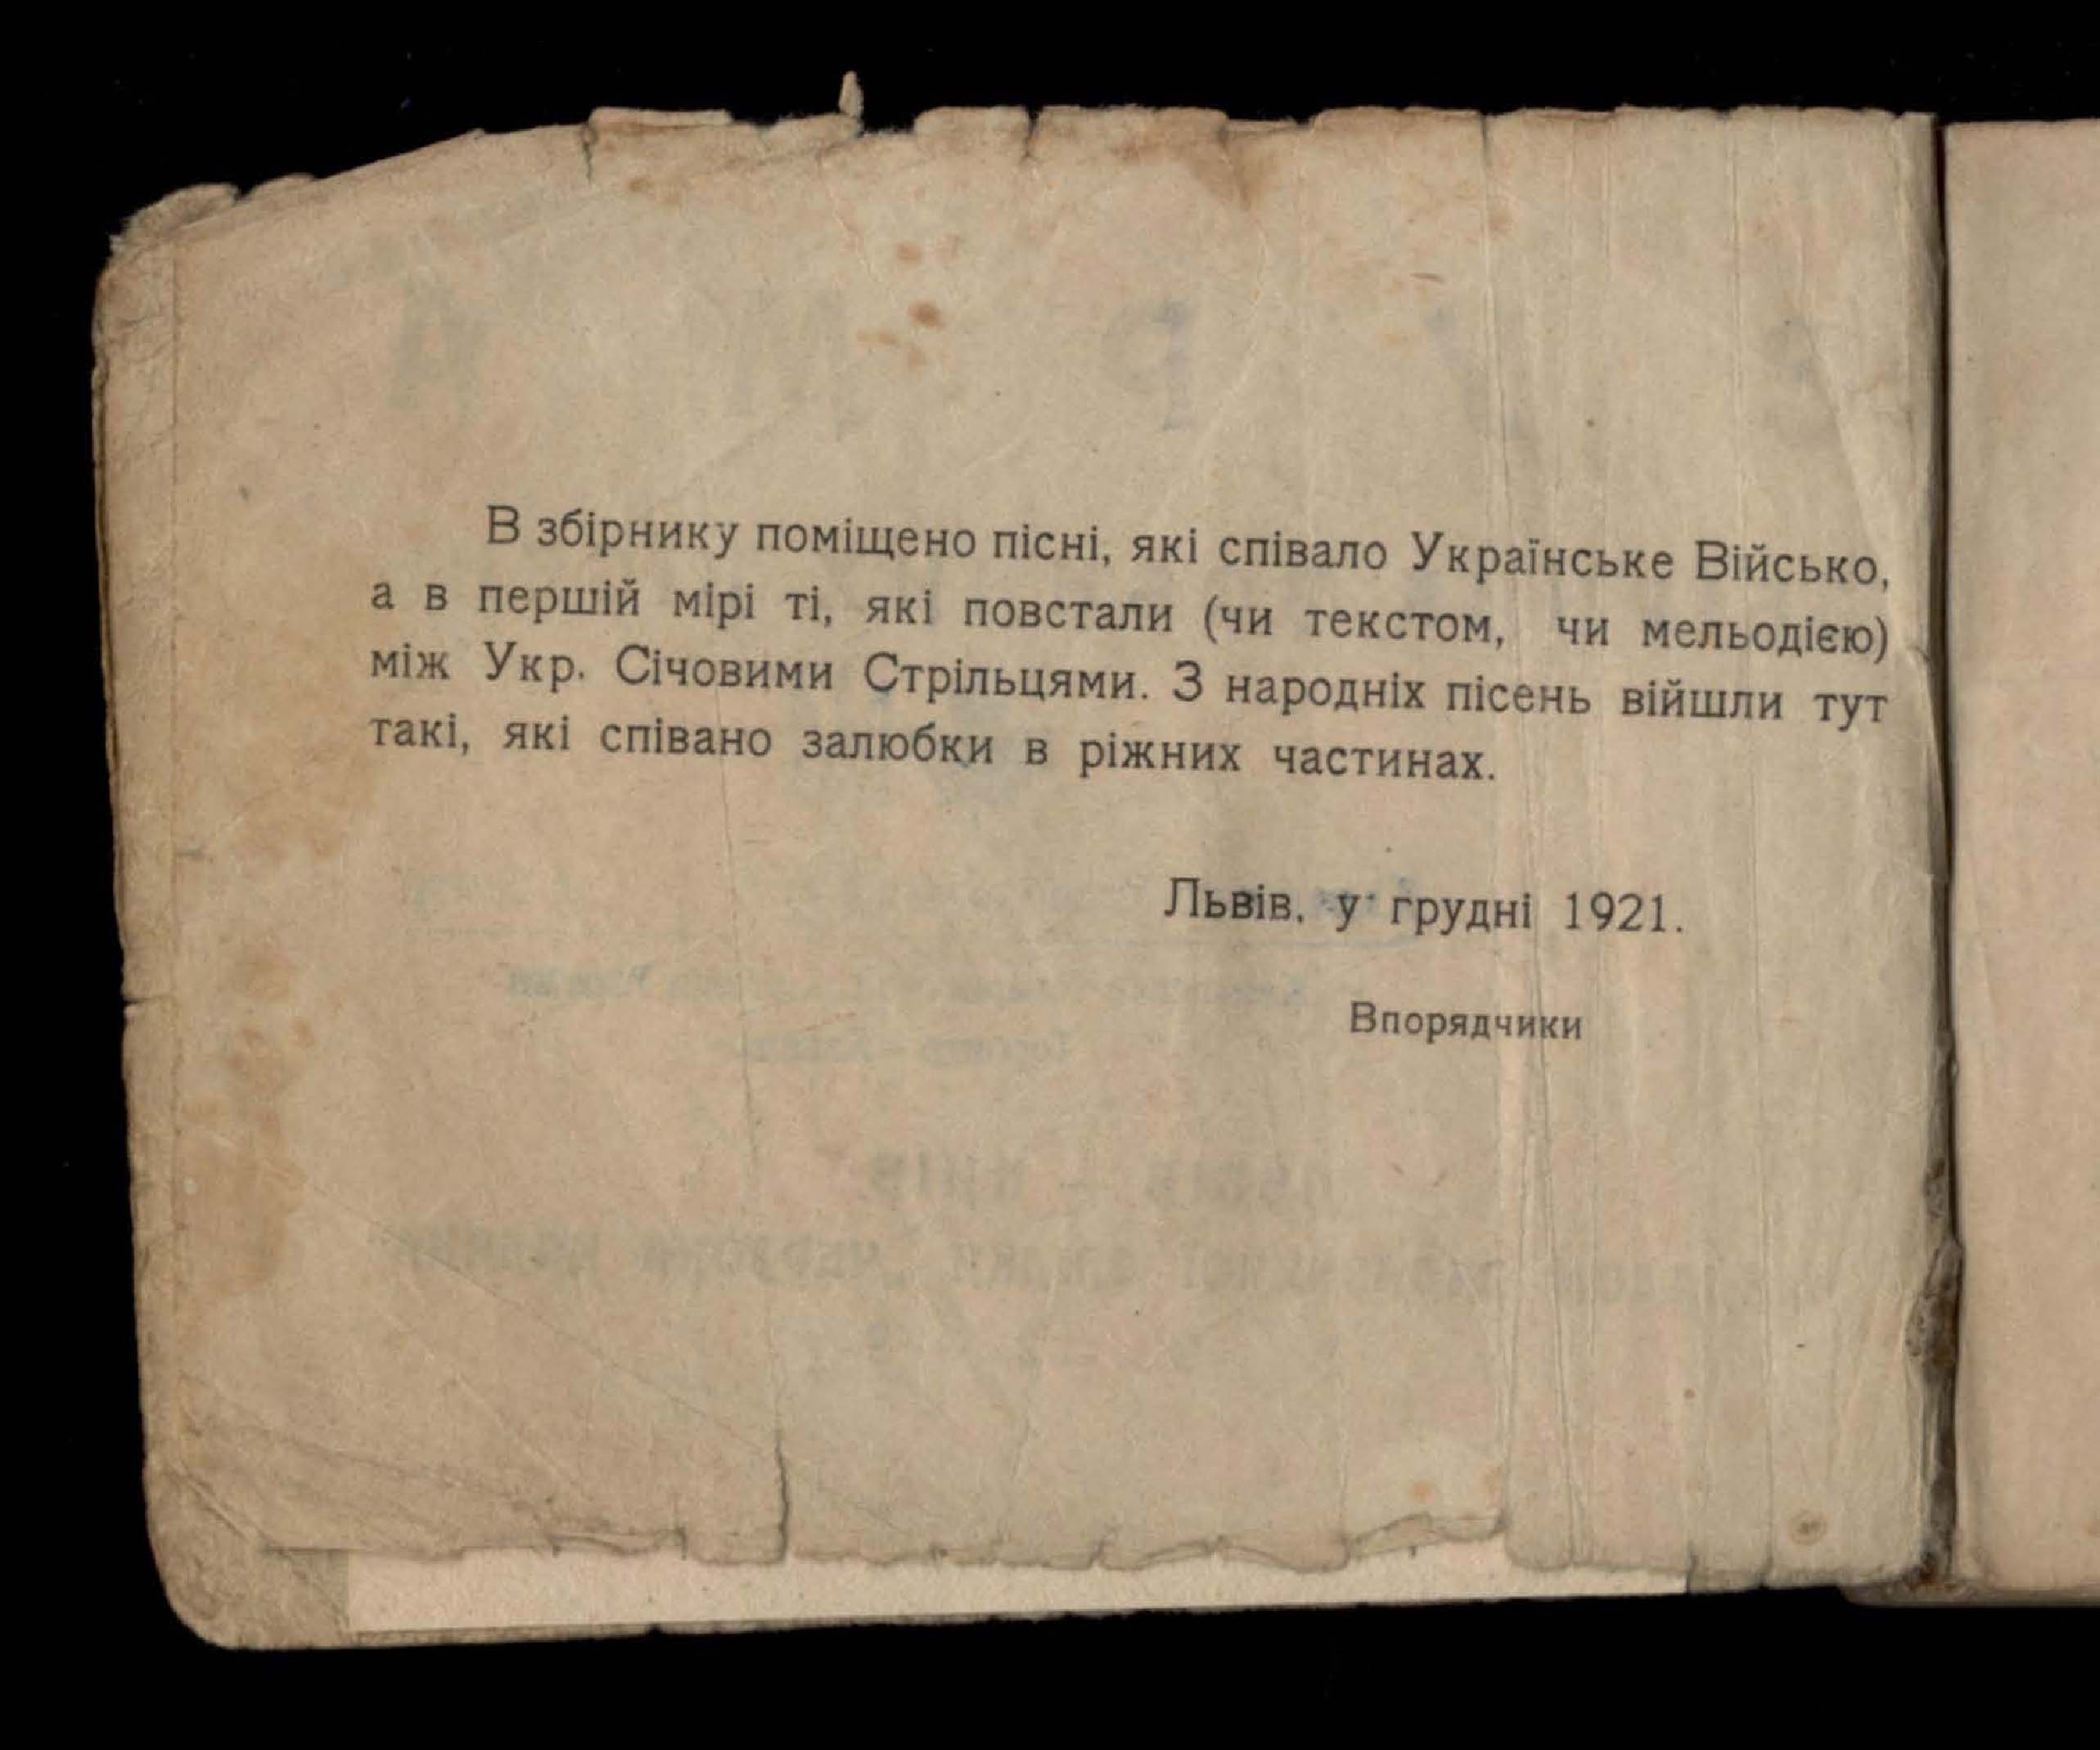 В збірнику поміщено пісні, які співало Українське Військо,
а в першій мірі ті, які повстали (чи текстом, чи мельодією)
між Укр. Січовими Стрільцями. З народніх пісень війшли тут
такі, які співано залюбки в ріжних частинах.
Львів, у грудні 1921.
Впорядчики